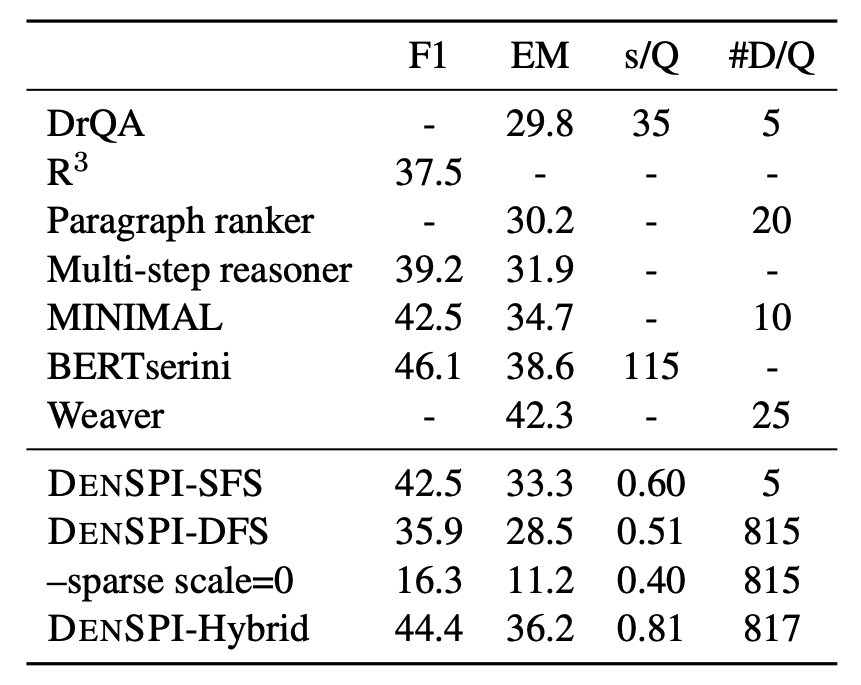 F1 EM s/Q #D/Q
DrQA - 29.8 35 5
R³ 37.5 - - -
Paragraph ranker - 30.2 - 20
Multi-step reasoner 39.2 31.9 - -
MINIMAL 42.5 34.7 - 10
BERTserini 46.1 38.6 115 -
Weaver - 42.3 - 25
DENSPI-SFS 42.5 33.3 0.60 5
DENSPI-DFS 35.9 28.5 0.51 815
–sparse scale=0 16.3 11.2 0.40 815
DENSPI-Hybrid 44.4 36.2 0.81 817